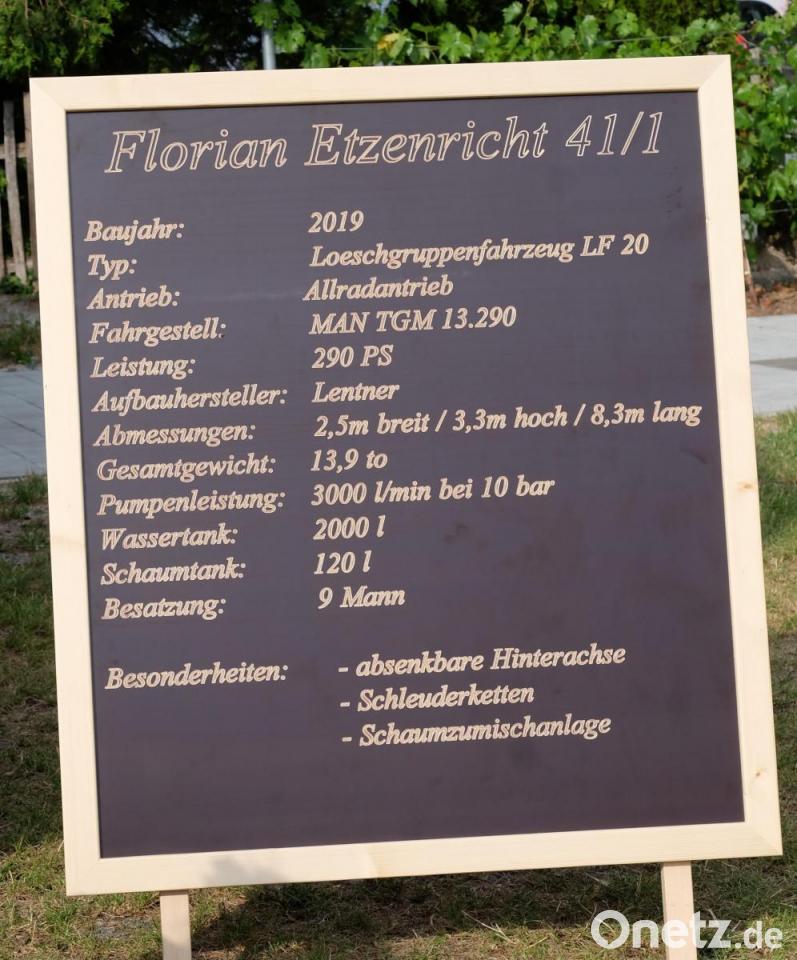 Florian Etzenricht 41/1
Baujahr: 2019
Typ: Loeschgruppenfahrzeug LF 20
Antrieb: Allradantrieb
Fahrgestell: MAN TGM 13.290
Leistung: 290 PS
Aufbauhersteller: Lentner
Abmessungen: 2,5m breit / 3,3m hoch / 8,3m lang
Gesamtgewicht: 13,9 to
Pumpenleistung: 3000 l/min bei 10 bar
Wassertank: 2000 l
Schaumtank: 120 l
Besatzung: 9 Mann
Besonderheiten: - absenkbare Hinterachse
- Schleuderketten
- Schaumzumischanlage
Onetz.de